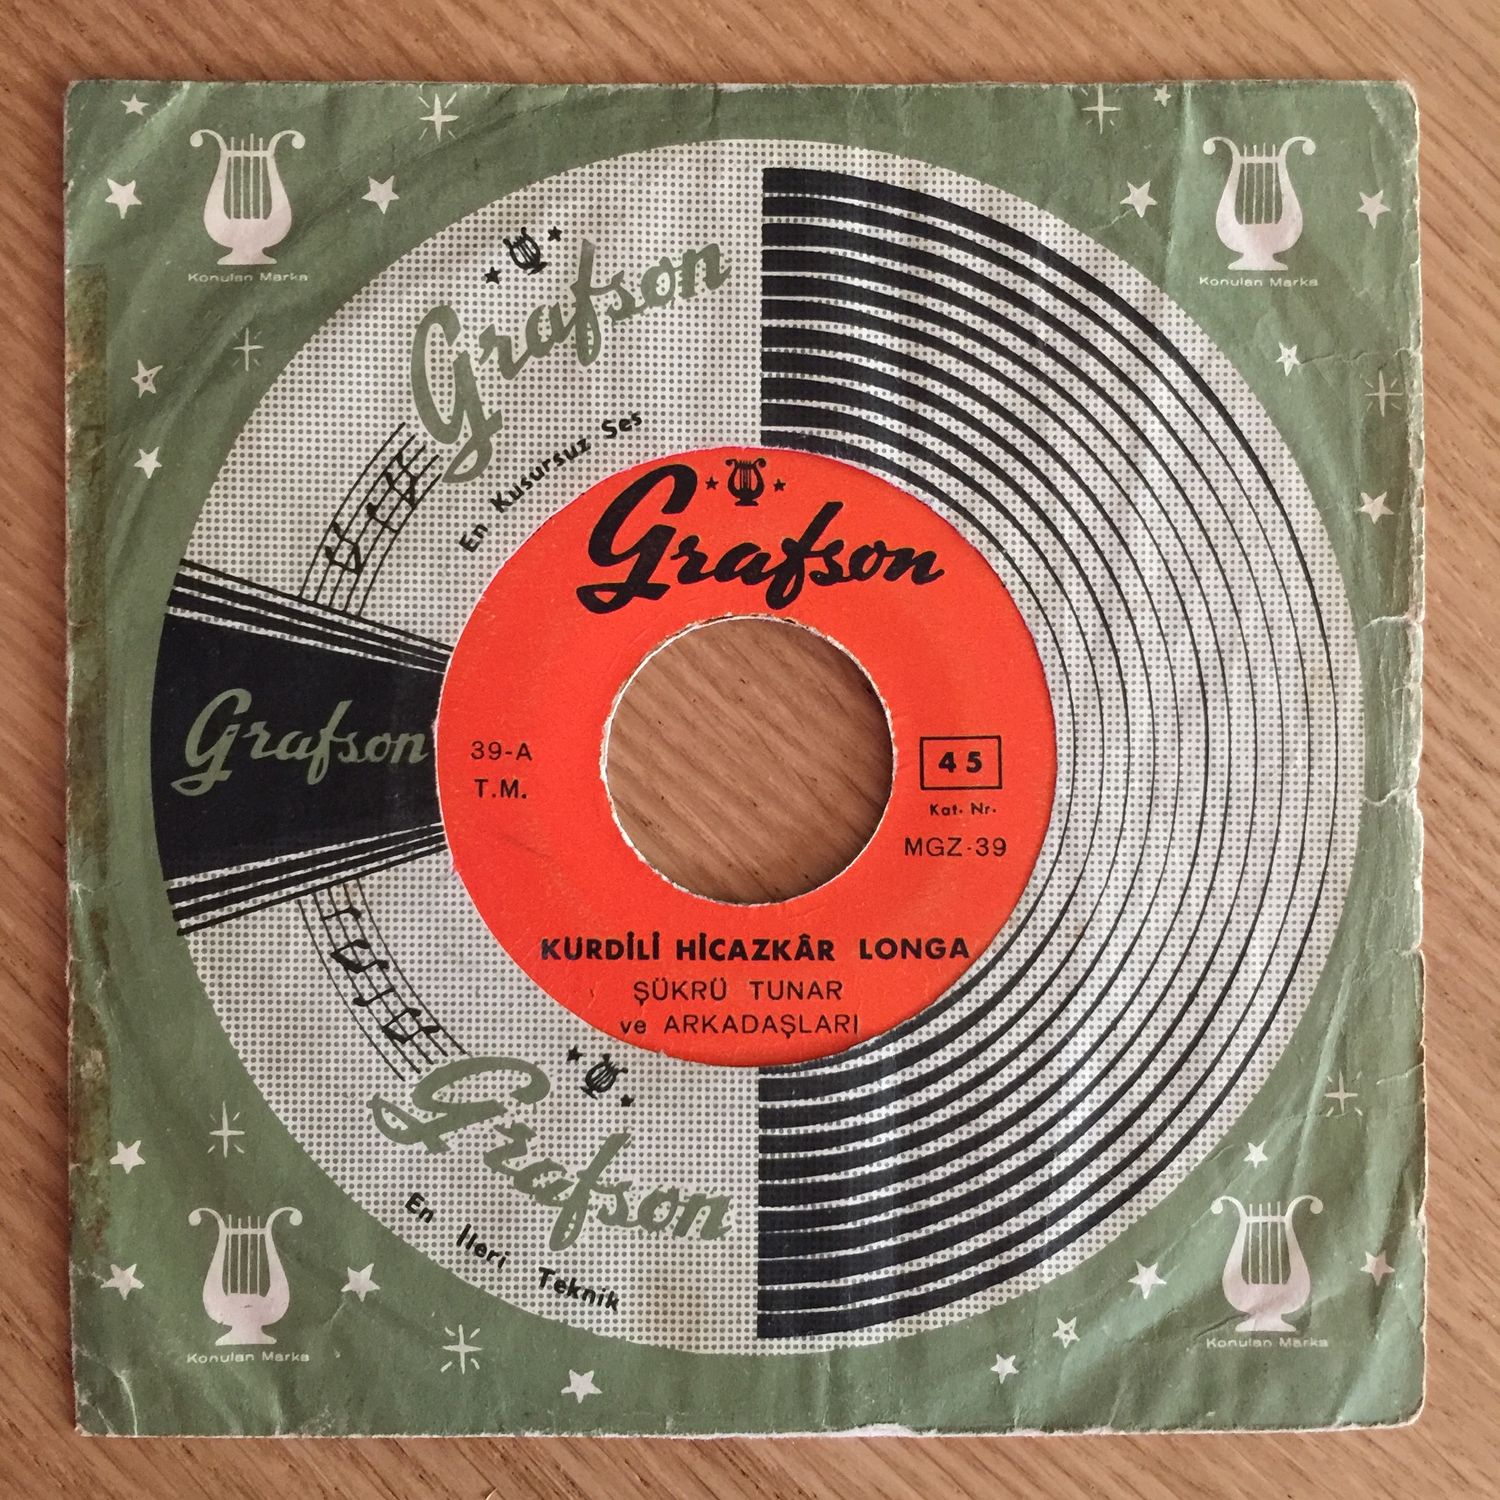 Konulan Marka
Konulan Marka
Grafson
En Kusursuz Ses
Grafson
Grafson
39-A
T.M.
45
Kat. Nr.
MGZ-39
KURDİLİ HİCAZKÂR LONGA
ŞÜKRÜ TUNAR
ve ARKADAŞLARI
Grafson
En İleri Teknik
Konulan Marka
Konulan Marka